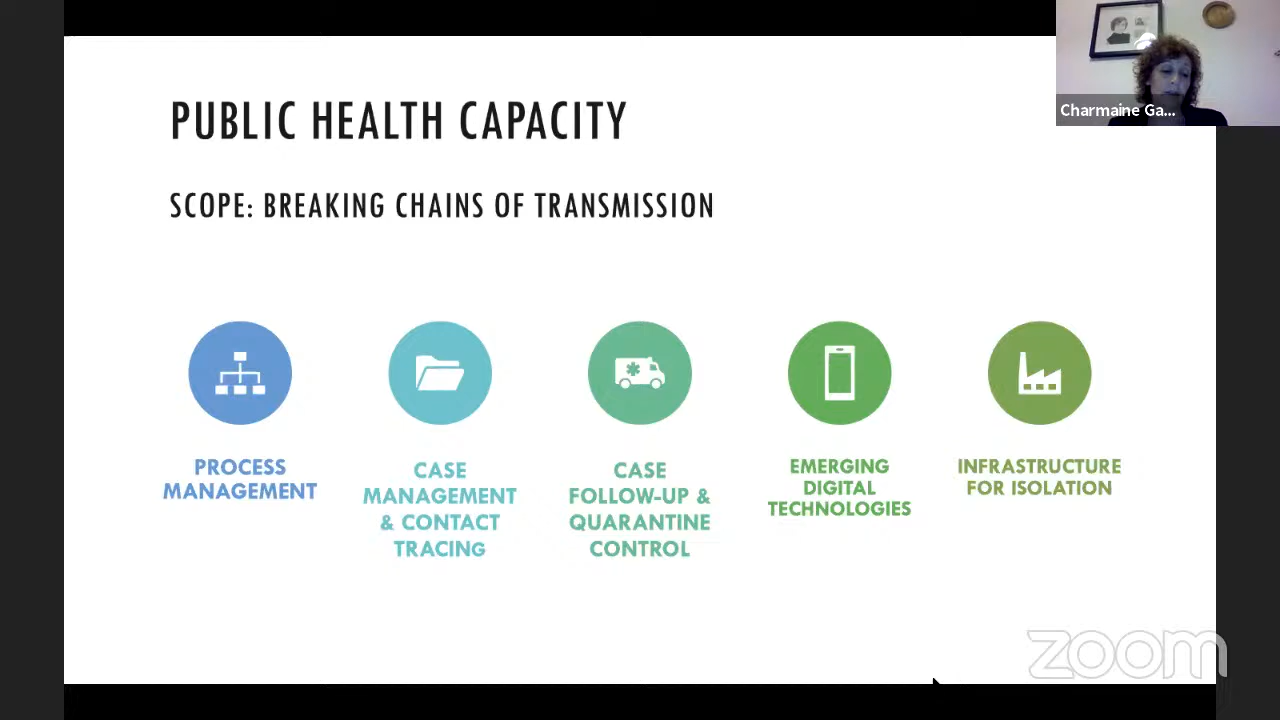 PUBLIC HEALTH CAPACITY
SCOPE: BREAKING CHAINS OF TRANSMISSION
Charmaine Ga...
PROCESS
MANAGEMENT
CASE
MANAGEMENT
& CONTACT
TRACING
CASE
FOLLOW-UP &
QUARANTINE
CONTROL
EMERGING
DIGITAL
TECHNOLOGIES
INFRASTRUCTURE
FOR ISOLATION
zoom